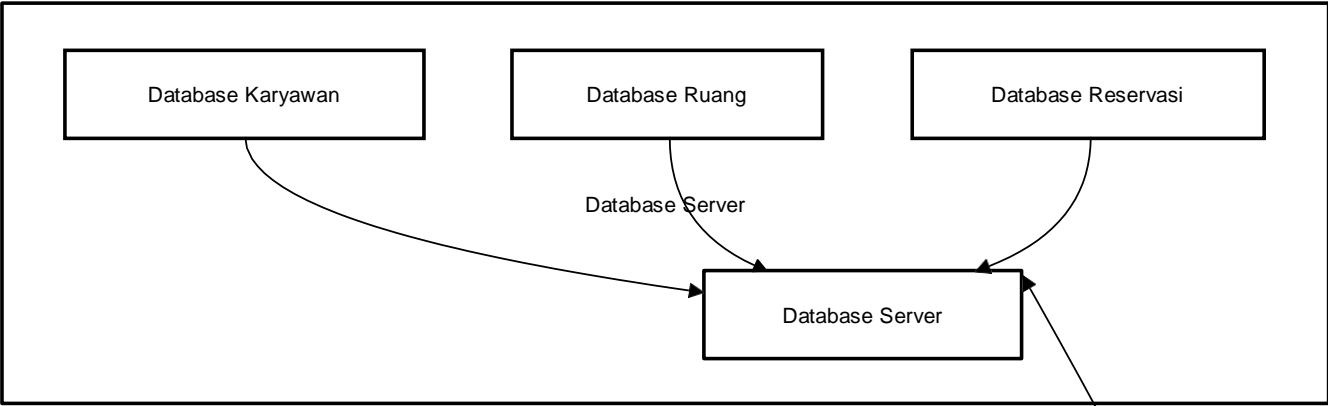 Database Karyawan
Database Ruang
Database Reservasi
Database Server
Database Server